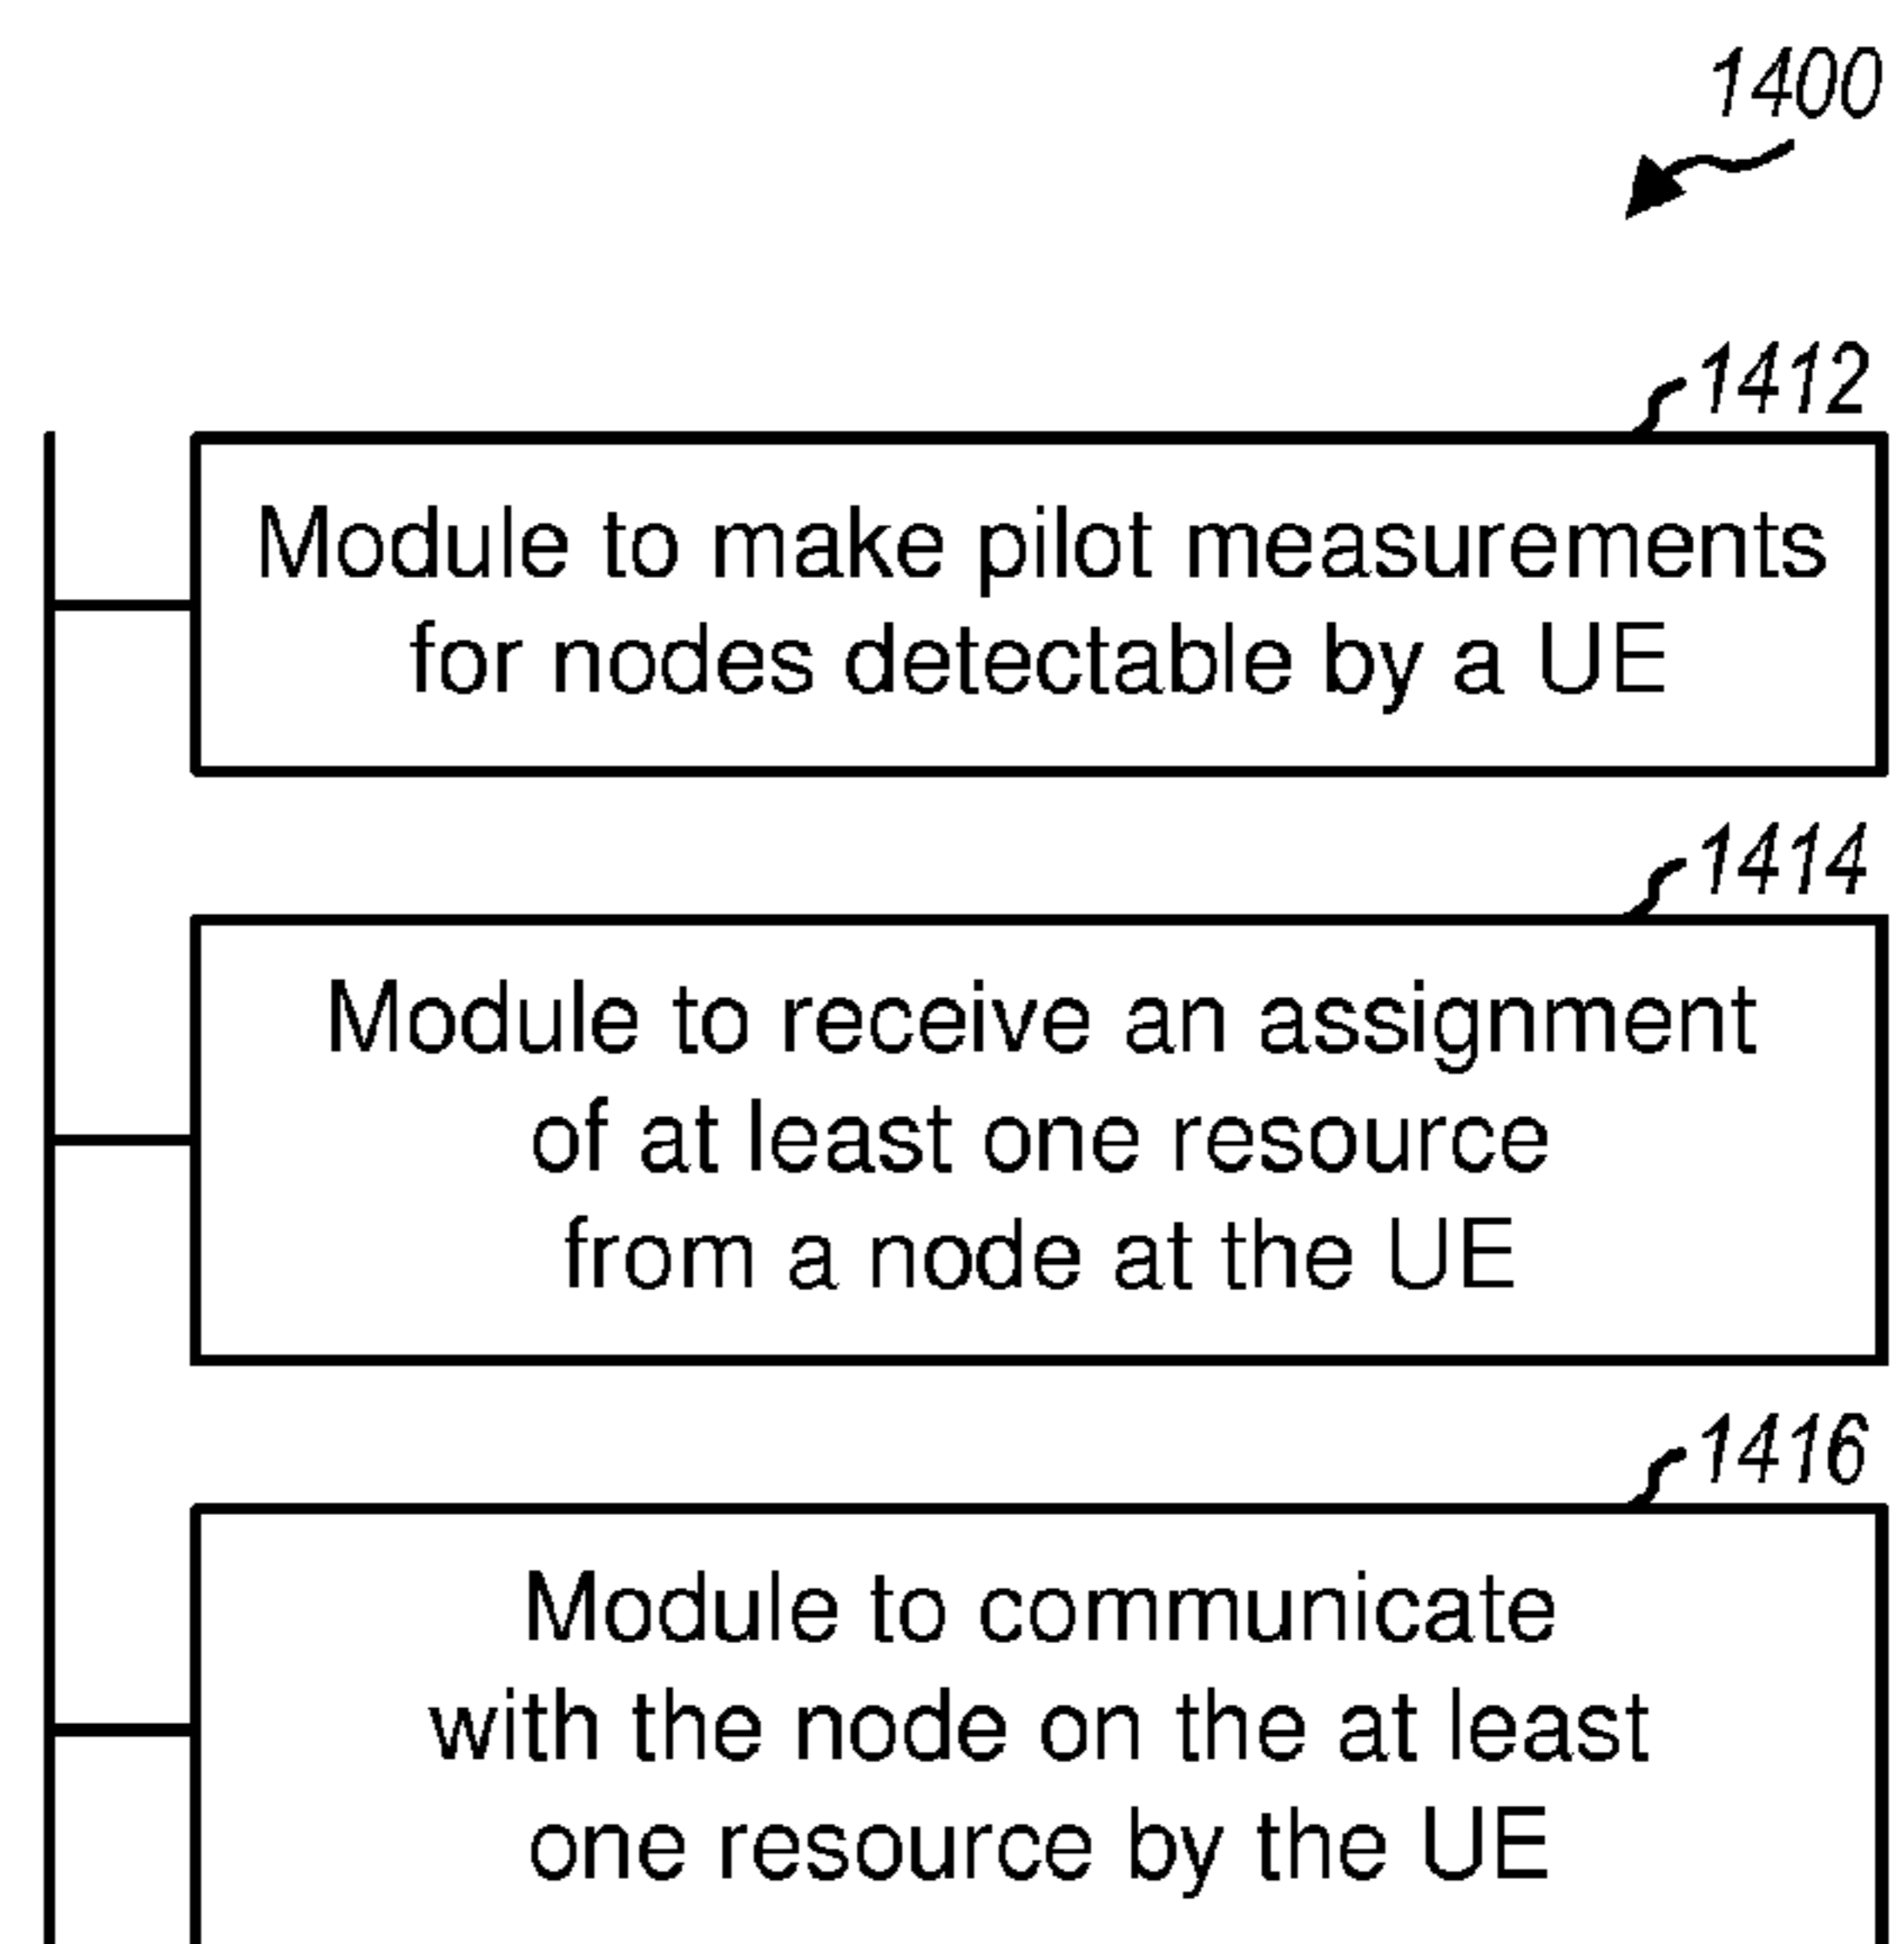 1400
1412
Module to make pilot measurements
for nodes detectable by a UE
1414
Module to receive an assignment
of at least one resource
from a node at the UE
1416
Module to communicate
with the node on the at least
one resource by the UE